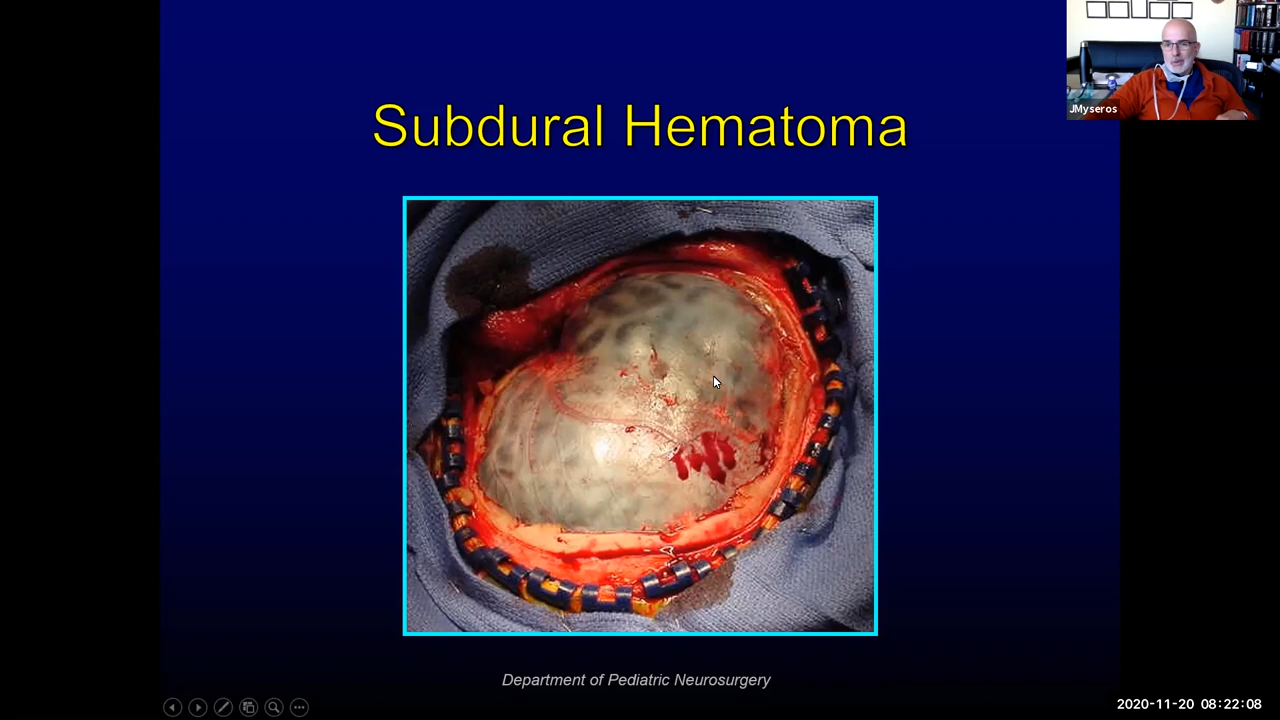 JMyseros
Subdural Hematoma
Department of Pediatric Neurosurgery
2020-11-20 08:22:08